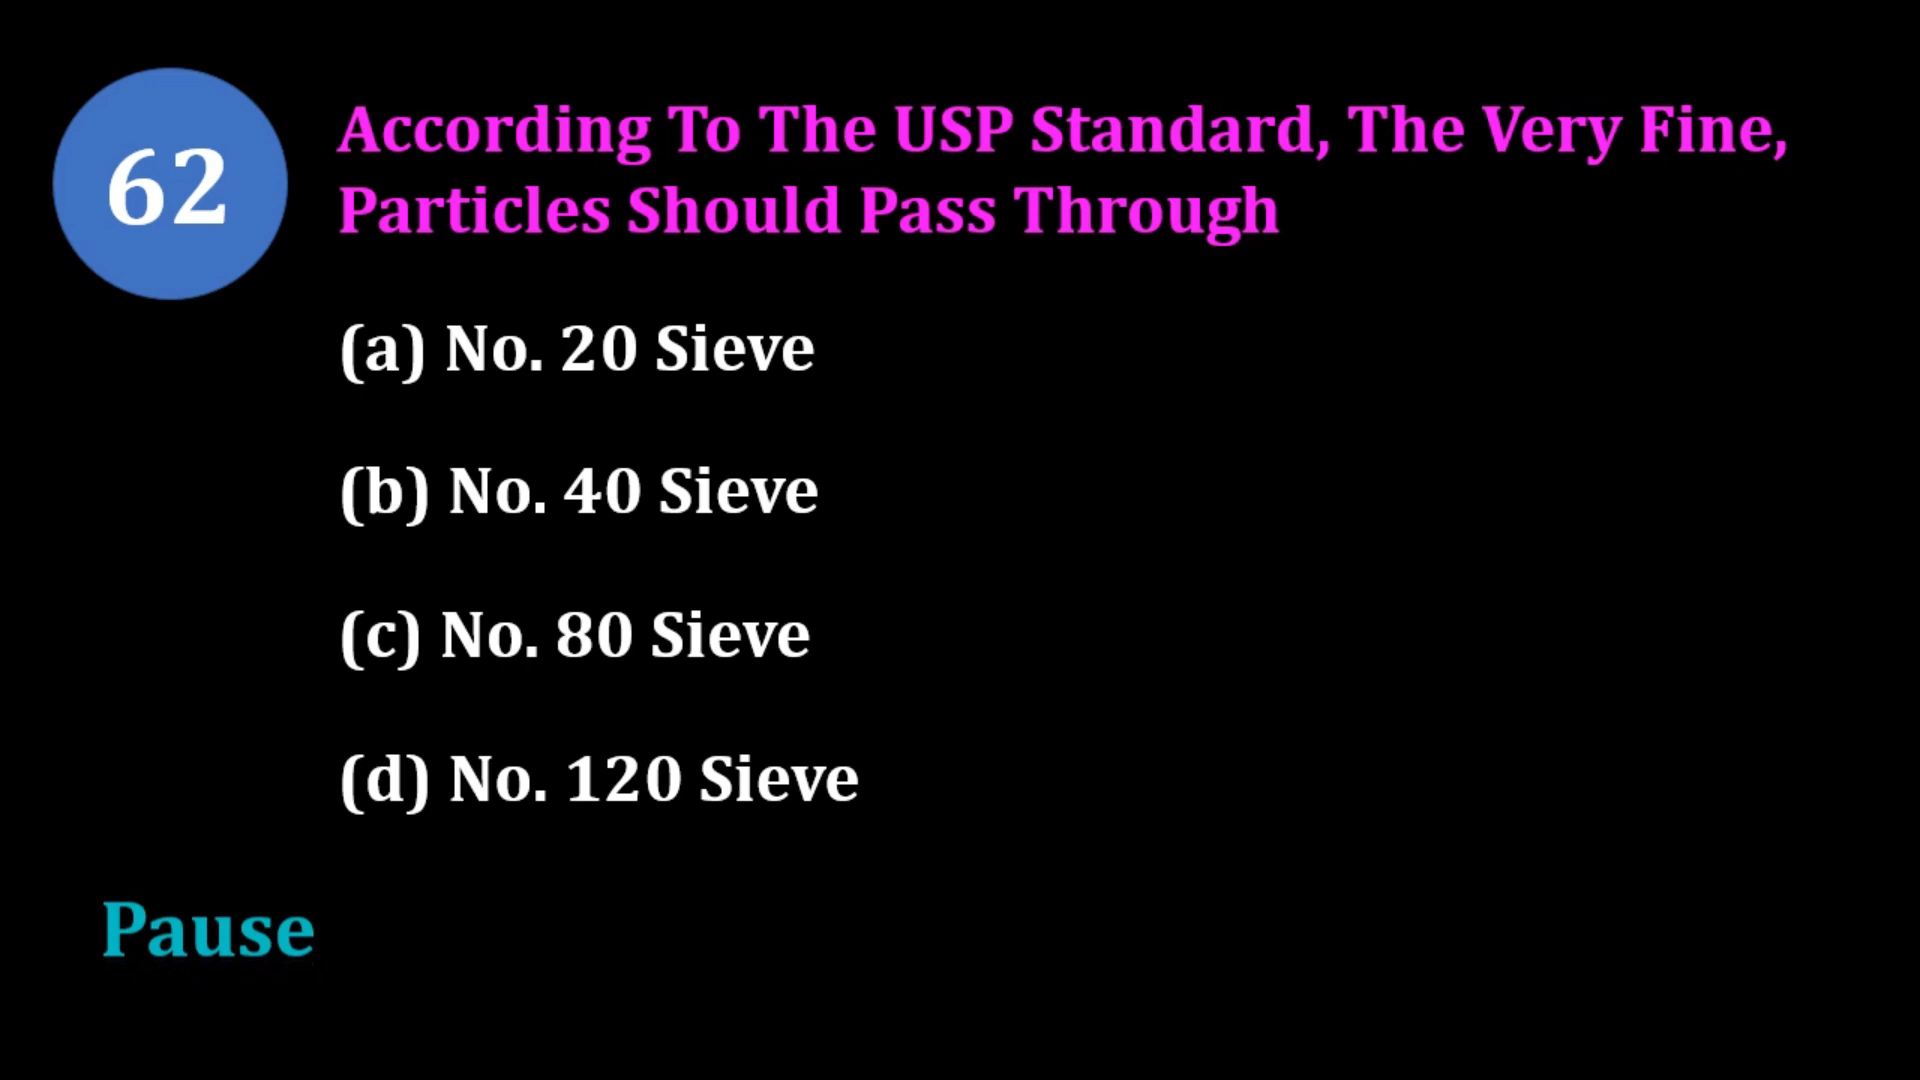 62
According To The USP Standard, The Very Fine,
Particles Should Pass Through
(a) No. 20 Sieve
(b) No. 40 Sieve
(c) No. 80 Sieve
(d) No. 120 Sieve
Pause